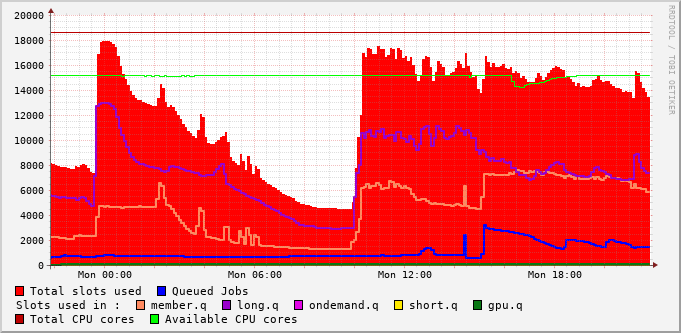 20000
18000
16000
14000
12000
10000
8000
6000
4000
2000
0
Mon 00:00 Mon 06:00 Mon 12:00 Mon 18:00
Total slots used Queued Jobs
Slots used in : member.q long.q ondemand.q short.q gpu.q
Total CPU cores Available CPU cores
RRDTOOL / TOBI OETIKER